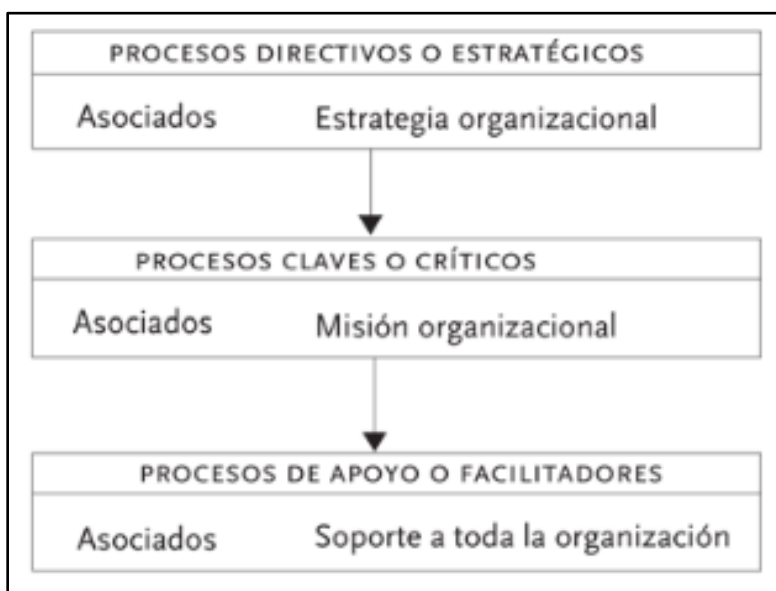 PROCESOS DIRECTIVOS O ESTRATÉGICOS
Asociados Estrategia organizacional
PROCESOS CLAVES O CRÍTICOS
Asociados Misión organizacional
PROCESOS DE APOYO O FACILITADORES
Asociados Soporte a toda la organización